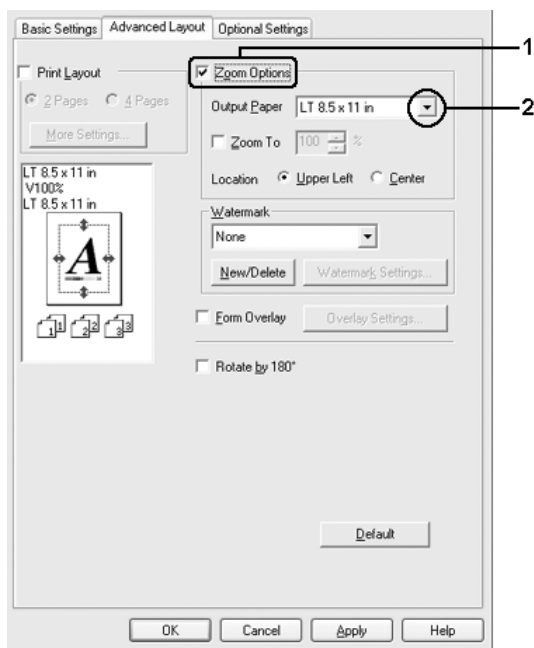 Basic Settings Advanced Layout Optional Settings
1
Print Layout
2 Pages 4 Pages
More Settings...
LT 8.5 x 11 in
V100%
LT 8.5 x 11 in
A
1 1 2 2 3 3
Zoom Options
Output Paper LT 8.5 x 11 in
2
Zoom To 100 %
Location Upper Left Center
Watermark
None
New/Delete Watermark Settings...
Form Overlay Overlay Settings...
Rotate by 180°
Default
OK Cancel Apply Help